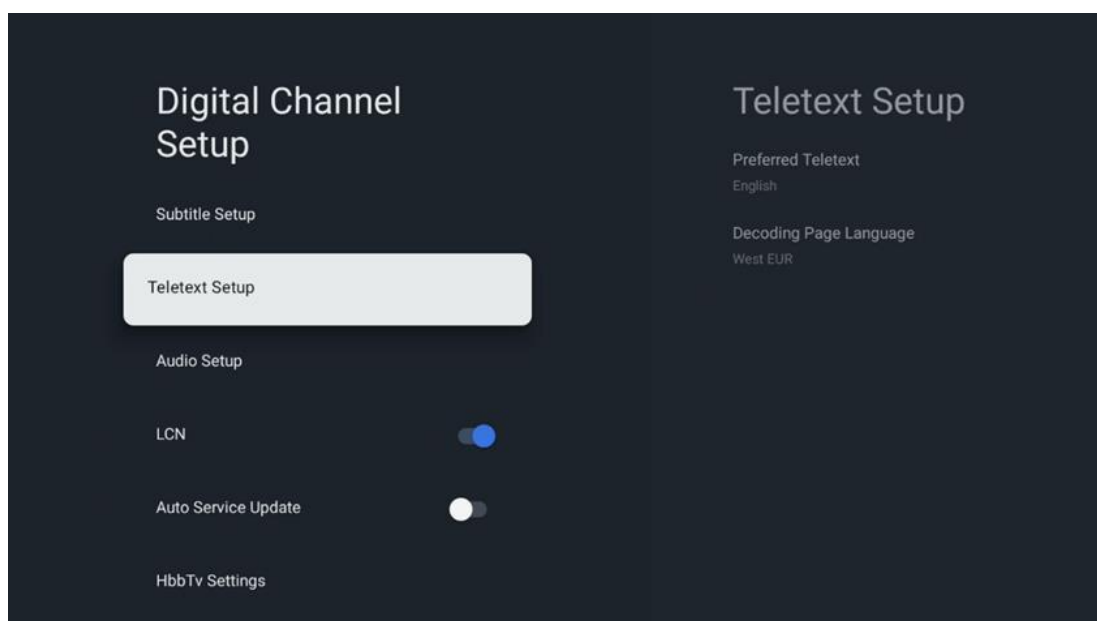 Digital Channel
Setup
Subtitle Setup
Teletext Setup
Audio Setup
LCN
Auto Service Update
HbbTv Settings
Teletext Setup
Preferred Teletext
English
Decoding Page Language
West EUR